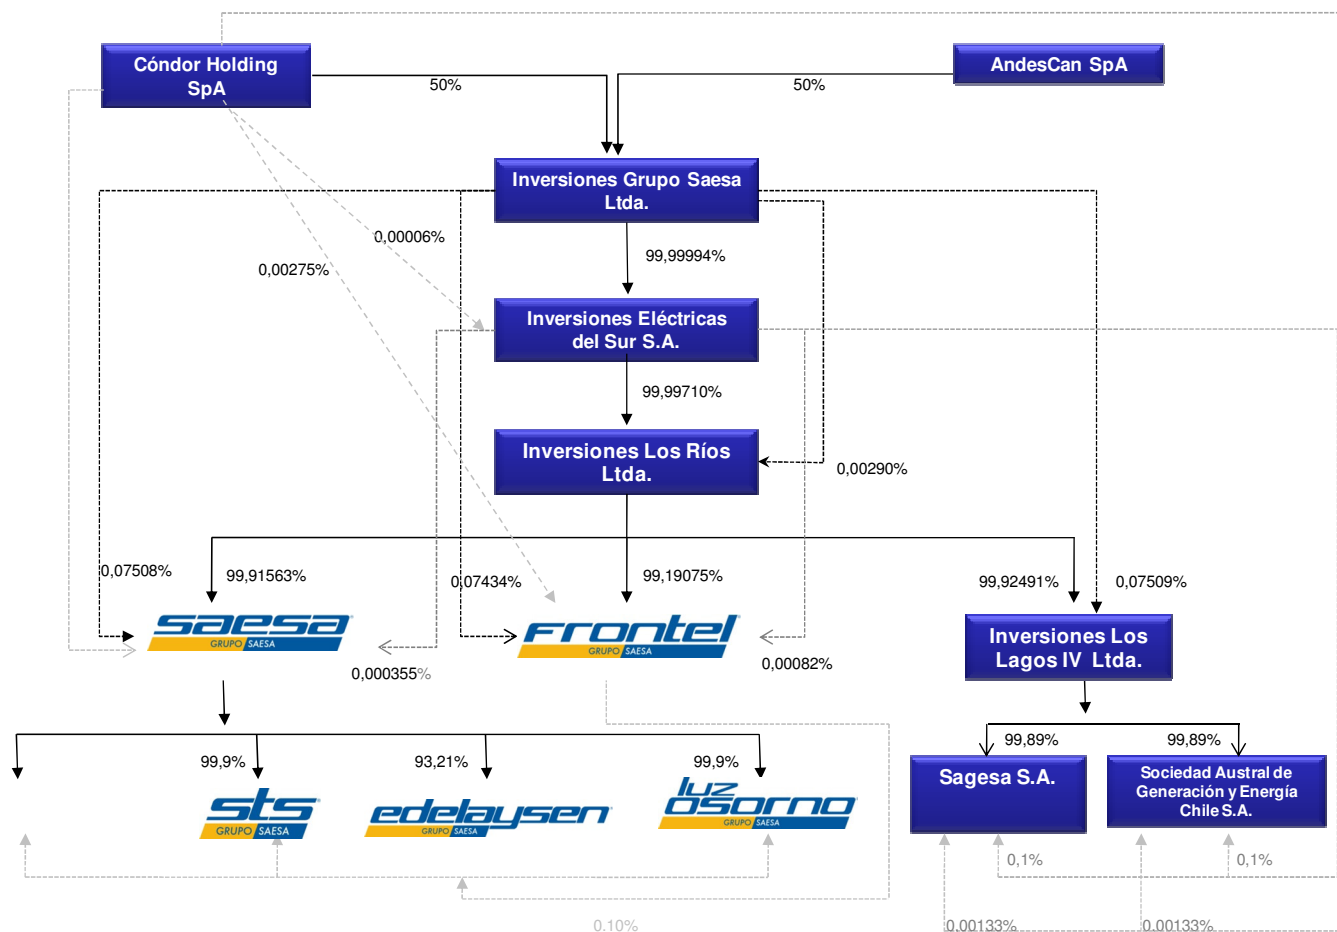 Cóndor Holding
SpA
AndesCan SpA
50%
50%
Inversiones Grupo Saesa
Ltda.
0,00006%
99,99994%
0,00275%
Inversiones Eléctricas
del Sur S.A.
99,99710%
Inversiones Los Ríos
Ltda.
0,00290%
0,07508%
99,91563%
0,07434%
99,19075%
99,92491%
0,07509%
saesa
GRUPO SAESA
Frontel
GRUPO SAESA
Inversiones Los
Lagos IV Ltda.
0,000355%
0,00082%
99,9%
93,21%
99,9%
99,89%
99,89%
sts
GRUPO SAESA
edelaysen
GRUPO SAESA
luz
osorno
GRUPO SAESA
Sagesa S.A.
Sociedad Austral de
Generación y Energía
Chile S.A.
0,1%
0,1%
0.10%
0.00133%
0.00133%